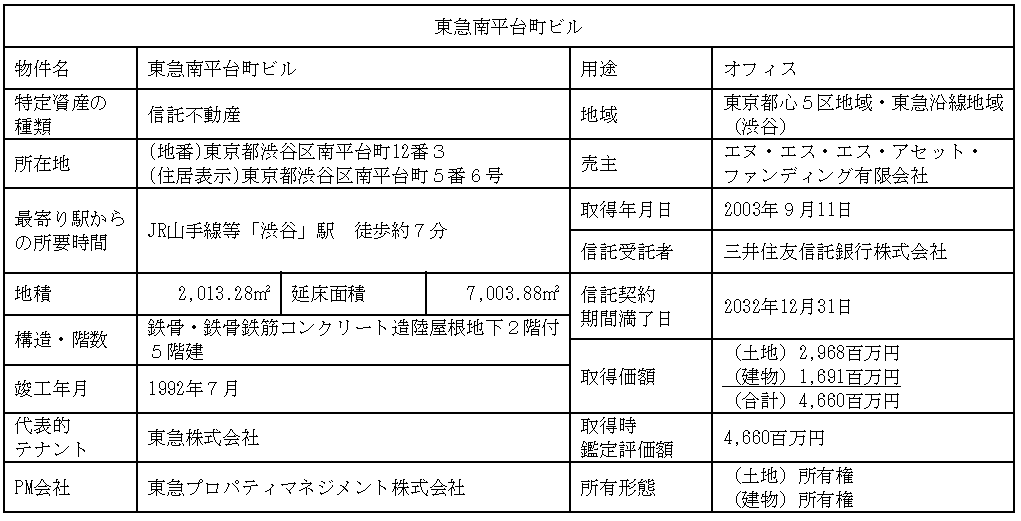 東急南平台町ビル
物件名 東急南平台町ビル 用途 オフィス
特定資産の
種類
信託不動産
地域
東京都心５区地域・東急沿線地域
（渋谷）
所在地
(地番)東京都渋谷区南平台町12番３
(住居表示)東京都渋谷区南平台町５番６号
売主
エヌ・エス・エス・アセット・
ファンディング有限会社
最寄り駅から
の所要時間
JR山手線等「渋谷」駅　徒歩約７分
取得年月日 2003年９月11日
信託受託者 三井住友信託銀行株式会社
地積 2,013.28㎡ 延床面積 7,003.88㎡
信託契約
期間満了日
2032年12月31日
構造・階数
鉄骨・鉄骨鉄筋コンクリート造陸屋根地下２階付
５階建
取得価額
（土地）2,968百万円
（建物）1,691百万円
（合計）4,660百万円
竣工年月 1992年７月
代表的
テナント
東急株式会社
取得時
鑑定評価額
4,660百万円
PM会社 東急プロパティマネジメント株式会社
所有形態
（土地）所有権
（建物）所有権